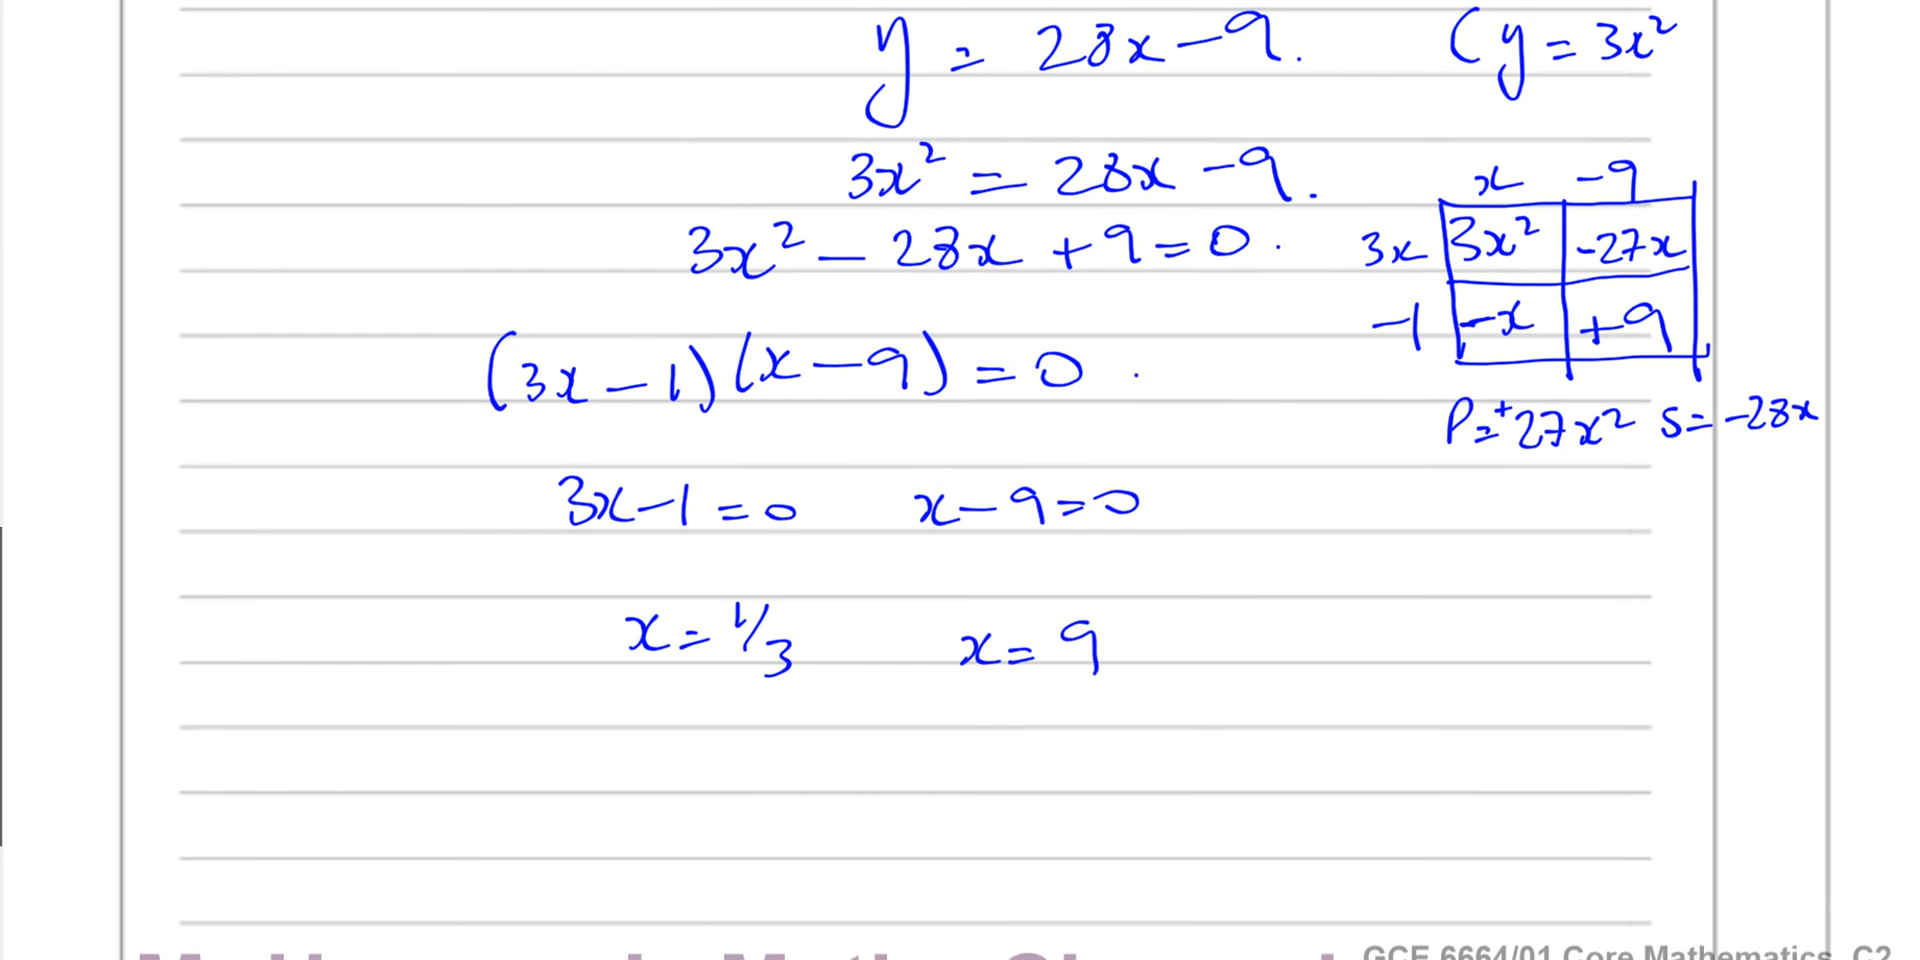 y = 28x - 9. (y = 3x²
3x² = 28x - 9.
3x² - 28x + 9 = 0.
x -9
3x 3x² -27x
-1 -x +9
(3x - 1)(x - 9) = 0.
P = +27x² S = -28x
3x - 1 = 0 x - 9 = 0
x = 1/3 x = 9
GCE 6664/01 Core Mathematics C2